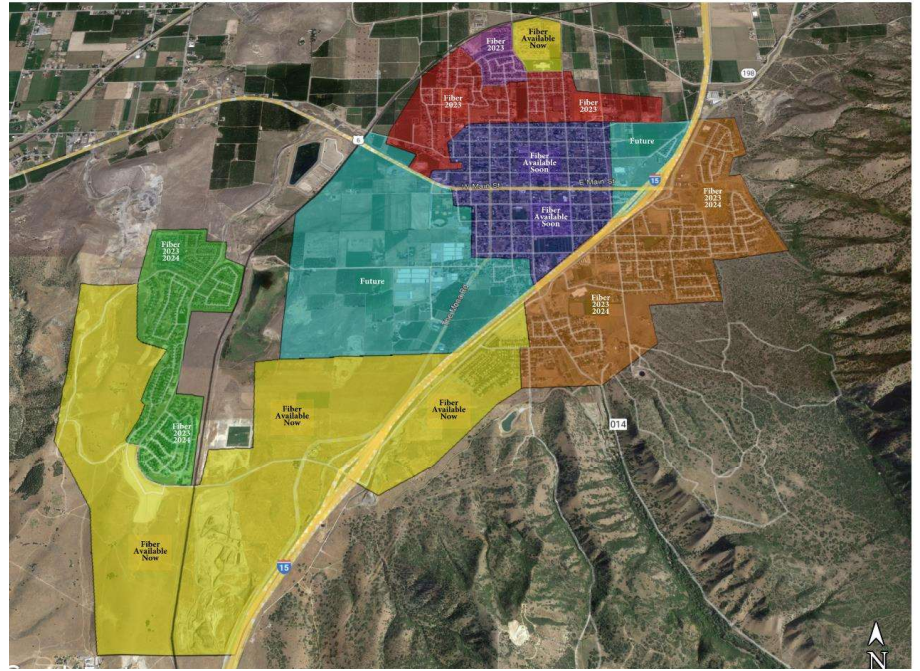 Fiber
2023
Fiber
Available
Now
198
Fiber
2023
Fiber
2023
6
Fiber
Available
Soon
Future
W Main St
E Main St
15
Fiber
2023
2024
Fiber
Available
Soon
Fiber
2023
2024
Future
Fiber
2023
2024
Fiber
Available
Now
Fiber
Available
Now
Fiber
2023
2024
014
Fiber
Available
Now
15
N